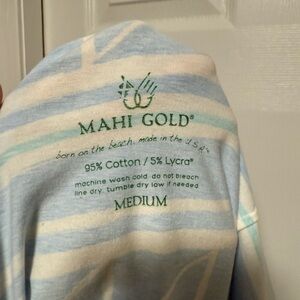 MAHI GOLD®
born on the beach. made in the U.S.A.
95% Cotton / 5% Lycra®
machine wash cold do not bleach
line dry. tumble dry low if needed
MEDIUM